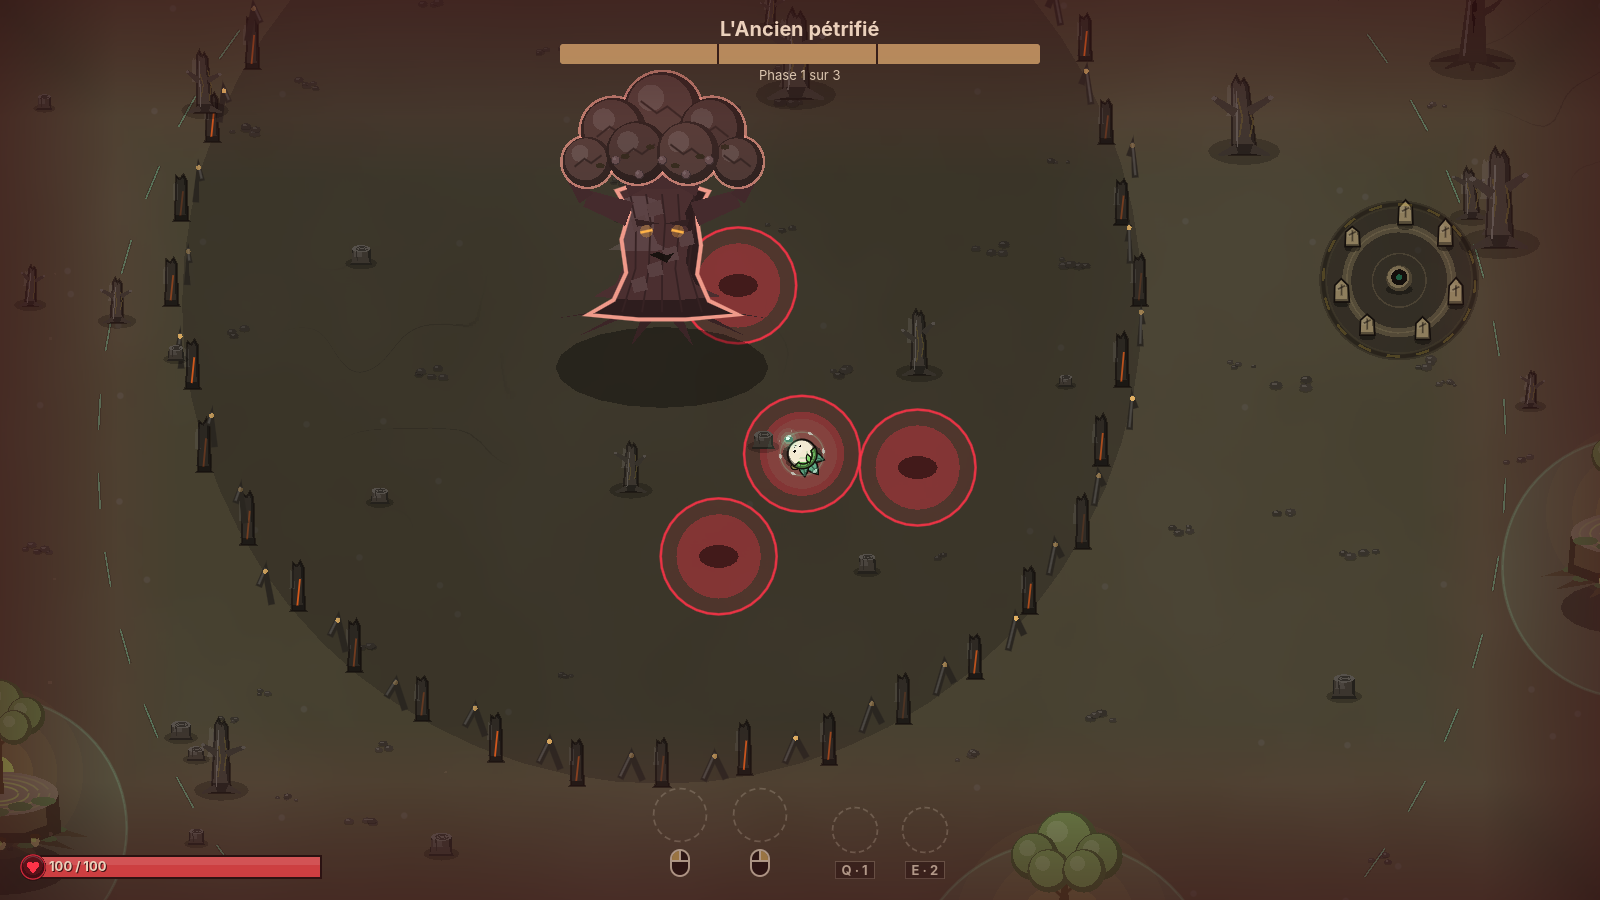 L'Ancien pétrifié
Phase 1 sur 3
100 / 100
Q · 1
E · 2